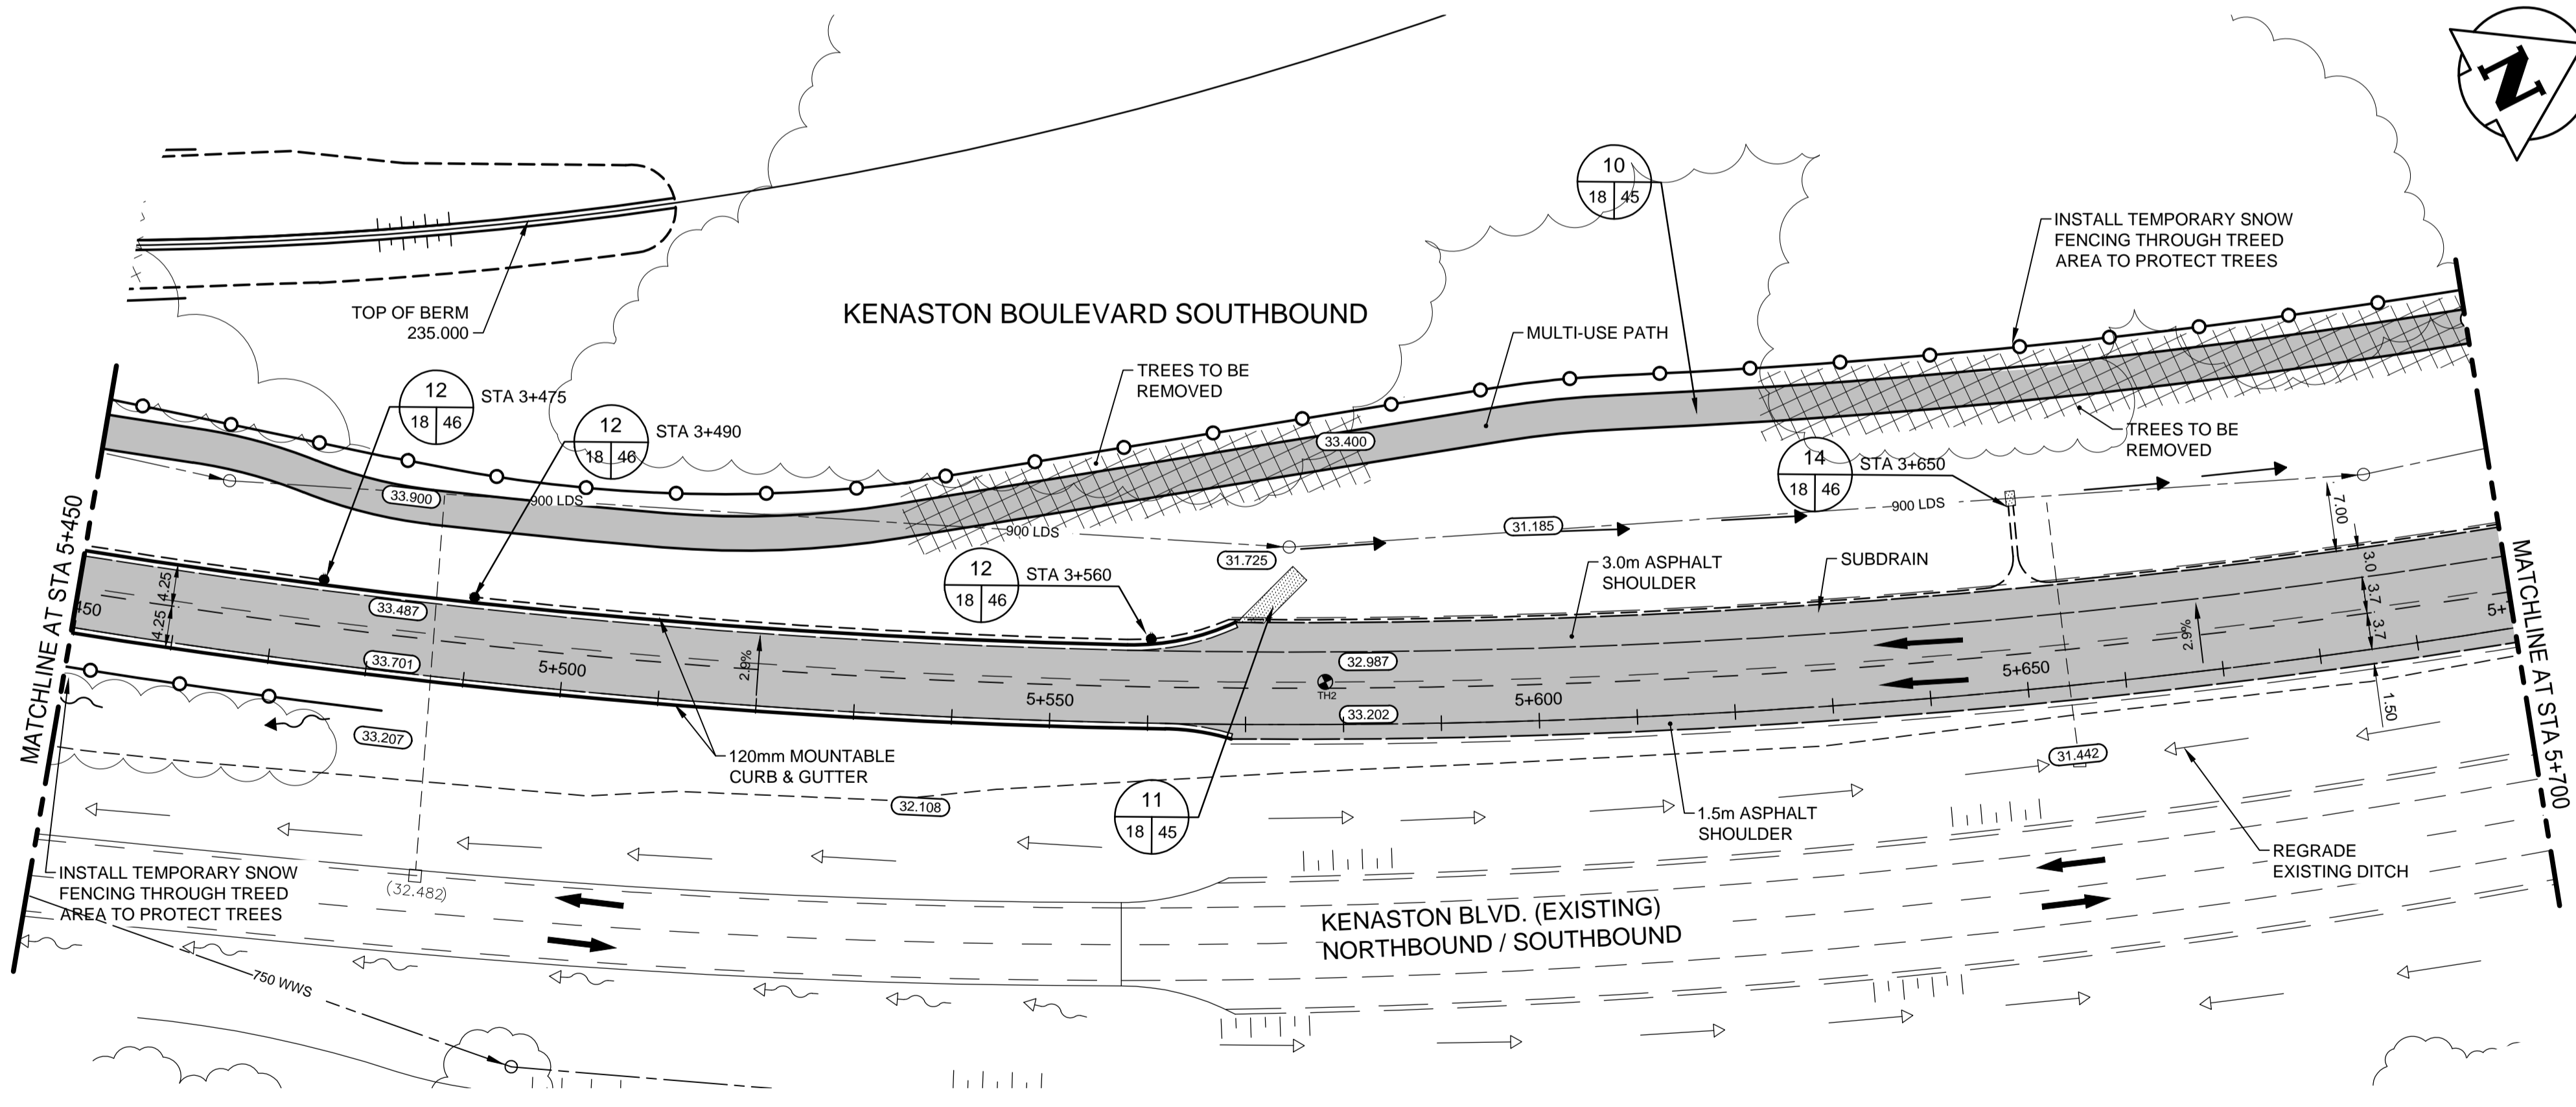 N
10
18 45
INSTALL TEMPORARY SNOW
FENCING THROUGH TREED
AREA TO PROTECT TREES
TOP OF BERM
235.000
KENASTON BOULEVARD SOUTHBOUND
MULTI-USE PATH
TREES TO BE
REMOVED
12
18 46
STA 3+475
12
18 46
STA 3+490
33.400
TREES TO BE
REMOVED
14
18 46
STA 3+650
33.900
900 LDS
900 LDS
900 LDS
31.185
31.725
7.00
MATCHLINE AT STA 5+450
12
18 46
STA 3+560
3.0m ASPHALT
SHOULDER
SUBDRAIN
3.0
3.7
3.7
4.25
4.25
450
33.487
33.701
5+500
2.9%
5+550
32.987
TH2
33.202
5+600
5+650
2.9%
5+
1.50
MATCHLINE AT STA 5+700
33.207
120mm MOUNTABLE
CURB & GUTTER
32.108
11
18 45
31.442
1.5m ASPHALT
SHOULDER
REGRADE
EXISTING DITCH
INSTALL TEMPORARY SNOW
FENCING THROUGH TREED
AREA TO PROTECT TREES
(32.482)
KENASTON BLVD. (EXISTING)
NORTHBOUND / SOUTHBOUND
750 WWS